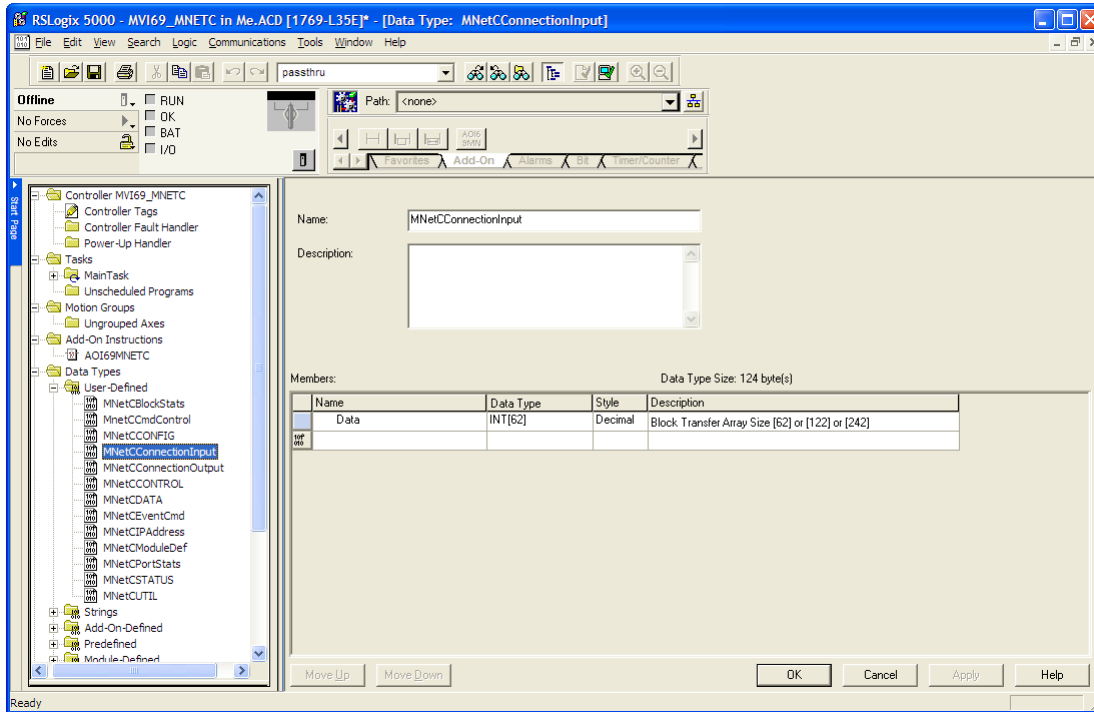 RSLogix 5000 - MVI69_MNETC in Me.ACD [1769-L35E]* - [Data Type: MNetCConnectionInput]
File Edit View Search Logic Communications Tools Window Help
passthru
Offline
RUN
No Forces
OK
No Edits
BAT
I/O
Path: <none>
Favorites Add-On Alarms Bit Timer/Counter
Start Page
Controller MVI69_MNETC
Controller Tags
Controller Fault Handler
Power-Up Handler
Tasks
MainTask
Unscheduled Programs
Motion Groups
Ungrouped Axes
Add-On Instructions
AOI69MNETC
Data Types
User-Defined
MNetCBlockStats
MnetCCmdControl
MNetCCONFIG
MNetCConnectionInput
MNetCConnectionOutput
MNetCCONTROL
MNetCDATA
MNetCEventCmd
MNetCIPAddress
MNetCModuleDef
MNetCPortStats
MNetCSTATUS
MNetCUTIL
Strings
Add-On-Defined
Predefined
Module-Defined
Name: MNetCConnectionInput
Description:
Members: Data Type Size: 124 byte(s)
Name Data Type Style Description
Data INT[62] Decimal Block Transfer Array Size [62] or [122] or [242]
Move Up Move Down OK Cancel Apply Help
Ready